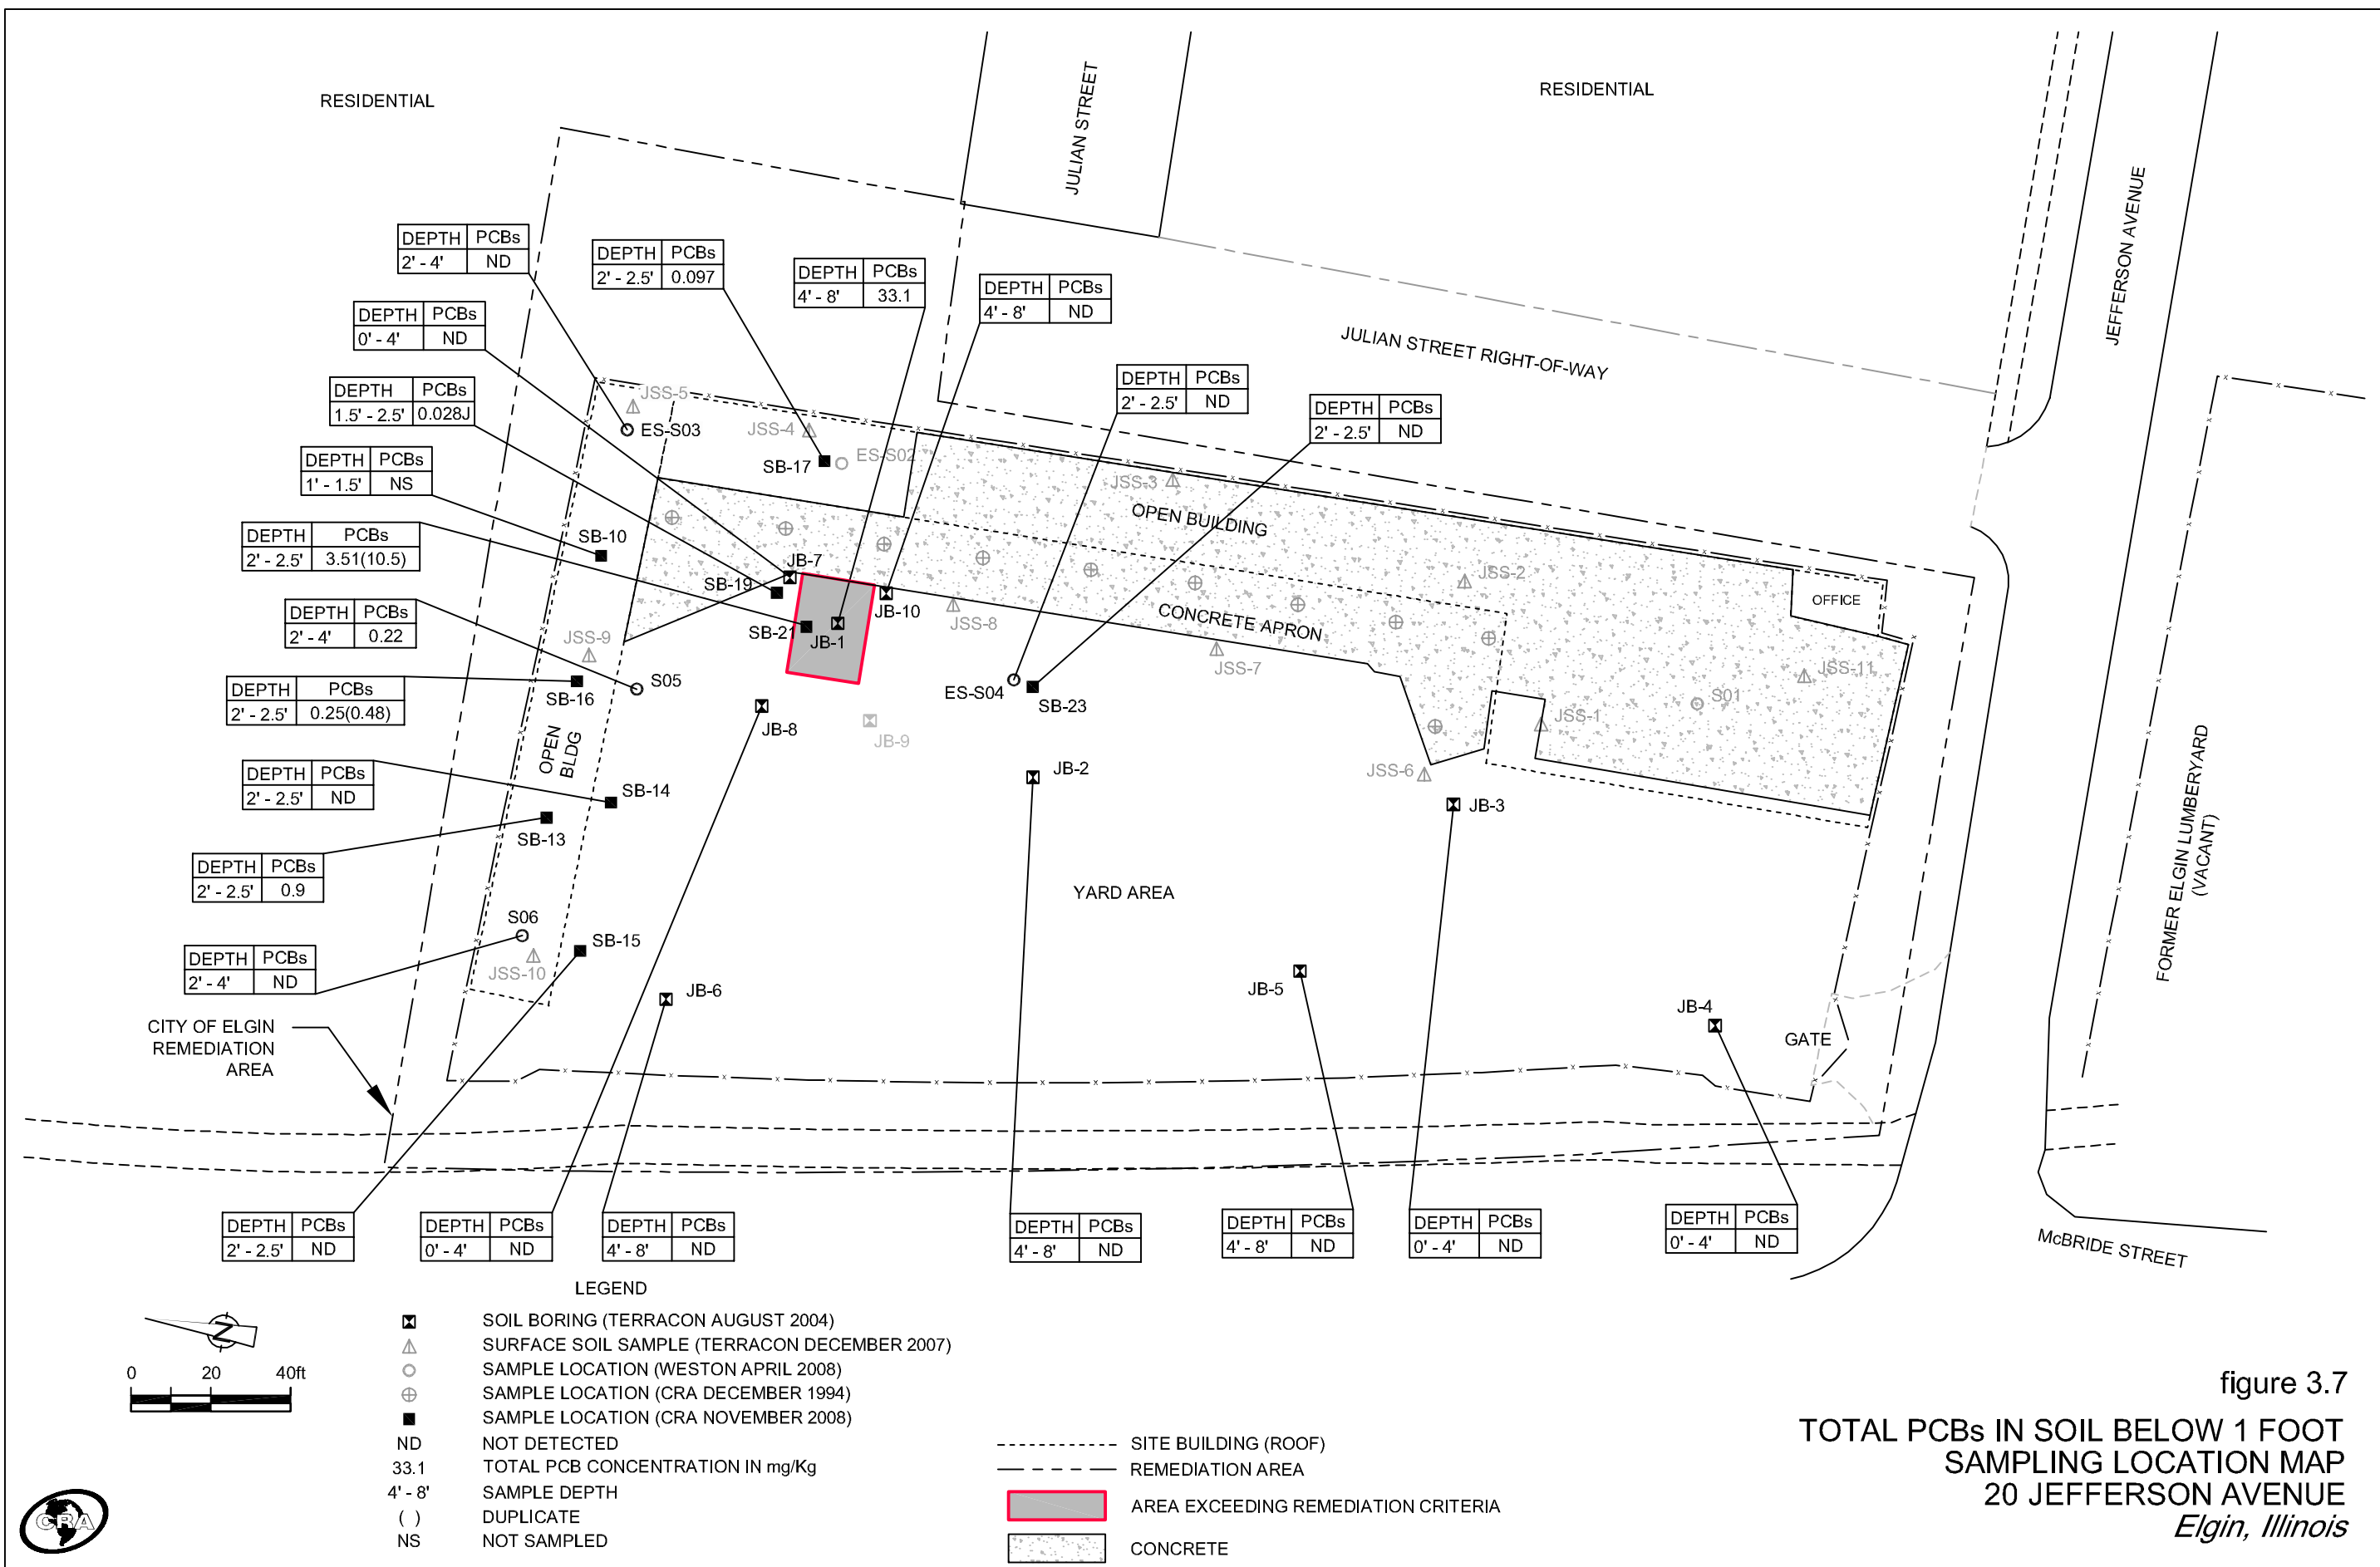 RESIDENTIAL
JULIAN STREET
RESIDENTIAL
JEFFERSON AVENUE
DEPTH PCBs
2' - 4' ND
DEPTH PCBs
2' - 2.5' 0.097
DEPTH PCBs
4' - 8' 33.1
DEPTH PCBs
4' - 8' ND
DEPTH PCBs
0' - 4' ND
JULIAN STREET RIGHT-OF-WAY
DEPTH PCBs
1.5' - 2.5' 0.028J
DEPTH PCBs
2' - 2.5' ND
DEPTH PCBs
2' - 2.5' ND
JSS-5
ES-S03
JSS-4
SB-17
ES-S02
DEPTH PCBs
1' - 1.5' NS
JSS-3
OPEN BUILDING
DEPTH PCBs
2' - 2.5' 3.51(10.5)
SB-10
JB-7
SB-19
JB-10
JSS-2
OFFICE
DEPTH PCBs
2' - 4' 0.22
JSS-9
SB-21
JB-1
JSS-8
CONCRETE APRON
JSS-7
JSS-11
DEPTH PCBs
2' - 2.5' 0.25(0.48)
SB-16
S05
ES-S04
SB-23
S01
JB-8
JB-9
JSS-1
OPEN
BLDG
DEPTH PCBs
2' - 2.5' ND
SB-14
JB-2
JSS-6
JB-3
SB-13
FORMER ELGIN LUMBERYARD
(VACANT)
DEPTH PCBs
2' - 2.5' 0.9
YARD AREA
S06
SB-15
DEPTH PCBs
2' - 4' ND
JSS-10
JB-6
JB-5
JB-4
GATE
CITY OF ELGIN
REMEDIATION
AREA
DEPTH PCBs
2' - 2.5' ND
DEPTH PCBs
0' - 4' ND
DEPTH PCBs
4' - 8' ND
DEPTH PCBs
4' - 8' ND
DEPTH PCBs
4' - 8' ND
DEPTH PCBs
0' - 4' ND
DEPTH PCBs
0' - 4' ND
McBRIDE STREET
LEGEND
SOIL BORING (TERRACON AUGUST 2004)
SURFACE SOIL SAMPLE (TERRACON DECEMBER 2007)
SAMPLE LOCATION (WESTON APRIL 2008)
SAMPLE LOCATION (CRA DECEMBER 1994)
SAMPLE LOCATION (CRA NOVEMBER 2008)
ND NOT DETECTED
33.1 TOTAL PCB CONCENTRATION IN mg/Kg
4' - 8' SAMPLE DEPTH
( ) DUPLICATE
NS NOT SAMPLED
SITE BUILDING (ROOF)
REMEDIATION AREA
AREA EXCEEDING REMEDIATION CRITERIA
CONCRETE
N
0 20 40ft
CRA
figure 3.7
TOTAL PCBs IN SOIL BELOW 1 FOOT
SAMPLING LOCATION MAP
20 JEFFERSON AVENUE
Elgin, Illinois